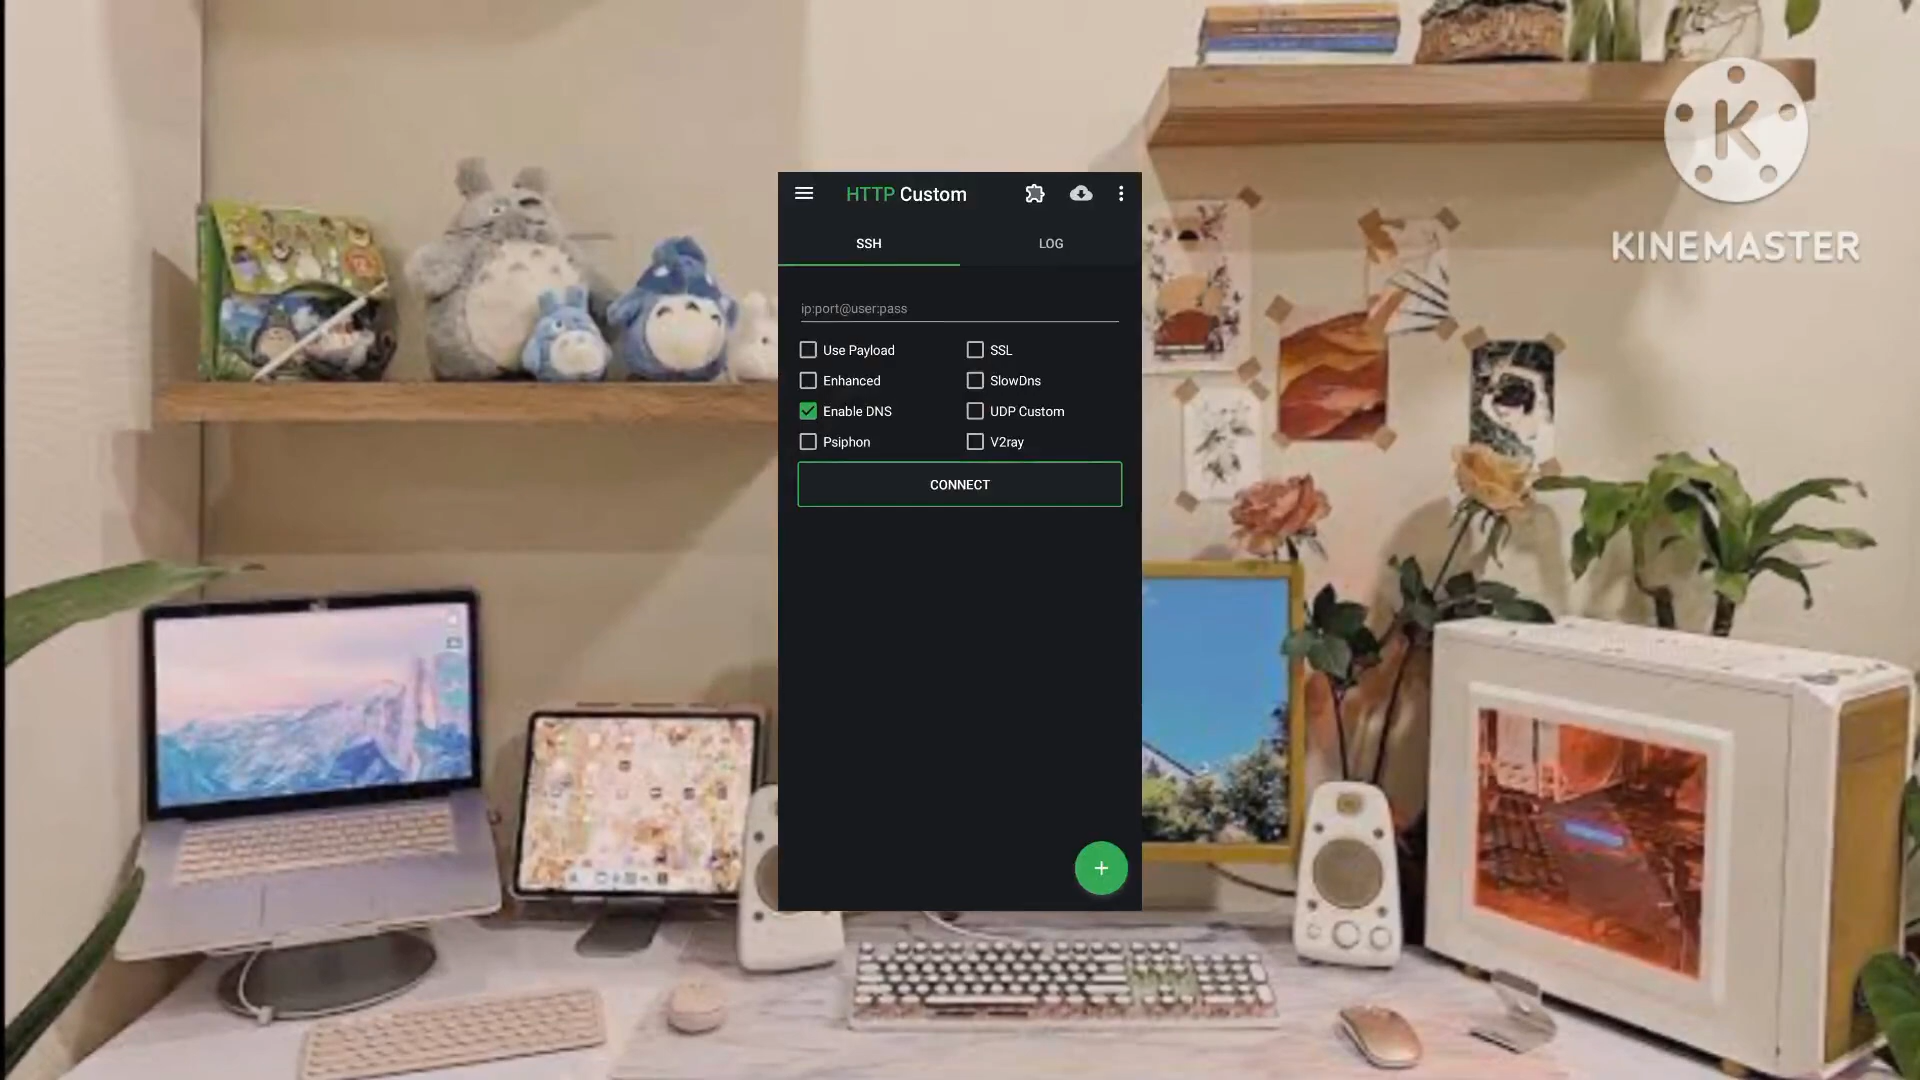 K
KINEMASTER
HTTP Custom
SSH
LOG
ip:port@user:pass
Use Payload
SSL
Enhanced
SlowDns
Enable DNS
UDP Custom
Psiphon
V2ray
CONNECT
+